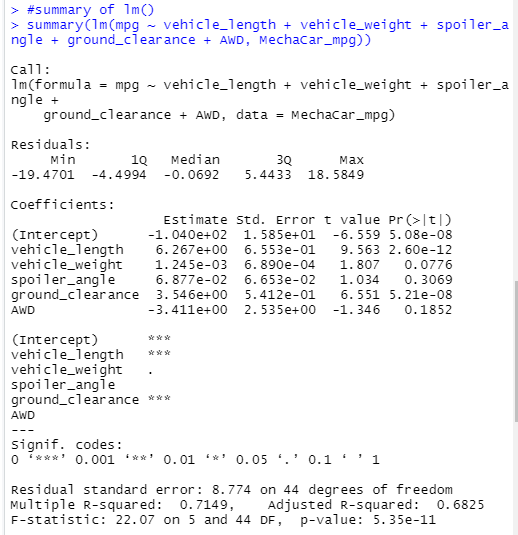 > #summary of lm()
> summary(lm(mpg ~ vehicle_length + vehicle_weight + spoiler_a
ngle + ground_clearance + AWD, MechaCar_mpg))
Call:
lm(formula = mpg ~ vehicle_length + vehicle_weight + spoiler_a
ngle +
    ground_clearance + AWD, data = MechaCar_mpg)
Residuals:
     Min       1Q   Median       3Q      Max
-19.4701  -4.4994  -0.0692   5.4433  18.5849
Coefficients:
                   Estimate Std. Error t value Pr(>|t|)
(Intercept)      -1.040e+02  1.585e+01  -6.559 5.08e-08
vehicle_length    6.267e+00  6.553e-01   9.563 2.60e-12
vehicle_weight    1.245e-03  6.890e-04   1.807   0.0776
spoiler_angle     6.877e-02  6.653e-02   1.034   0.3069
ground_clearance  3.546e+00  5.412e-01   6.551 5.21e-08
AWD              -3.411e+00  2.535e+00  -1.346   0.1852
(Intercept)      ***
vehicle_length   ***
vehicle_weight   .
spoiler_angle
ground_clearance ***
AWD
---
Signif. codes:
0 ‘***’ 0.001 ‘**’ 0.01 ‘*’ 0.05 ‘.’ 0.1 ‘ ’ 1
Residual standard error: 8.774 on 44 degrees of freedom
Multiple R-squared:  0.7149,    Adjusted R-squared:  0.6825
F-statistic: 22.07 on 5 and 44 DF,  p-value: 5.35e-11